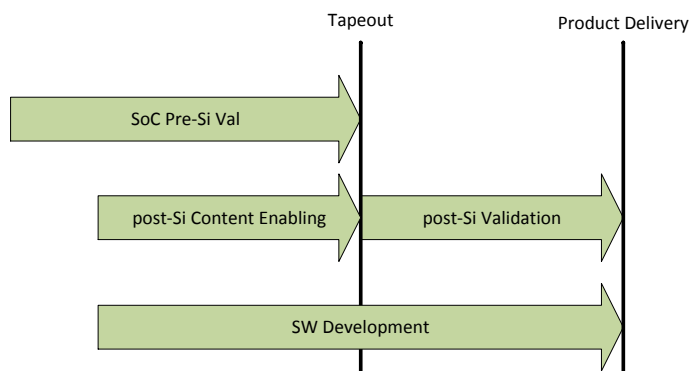 Tapeout
Product Delivery
SoC Pre-Si Val
post-Si Content Enabling
post-Si Validation
SW Development